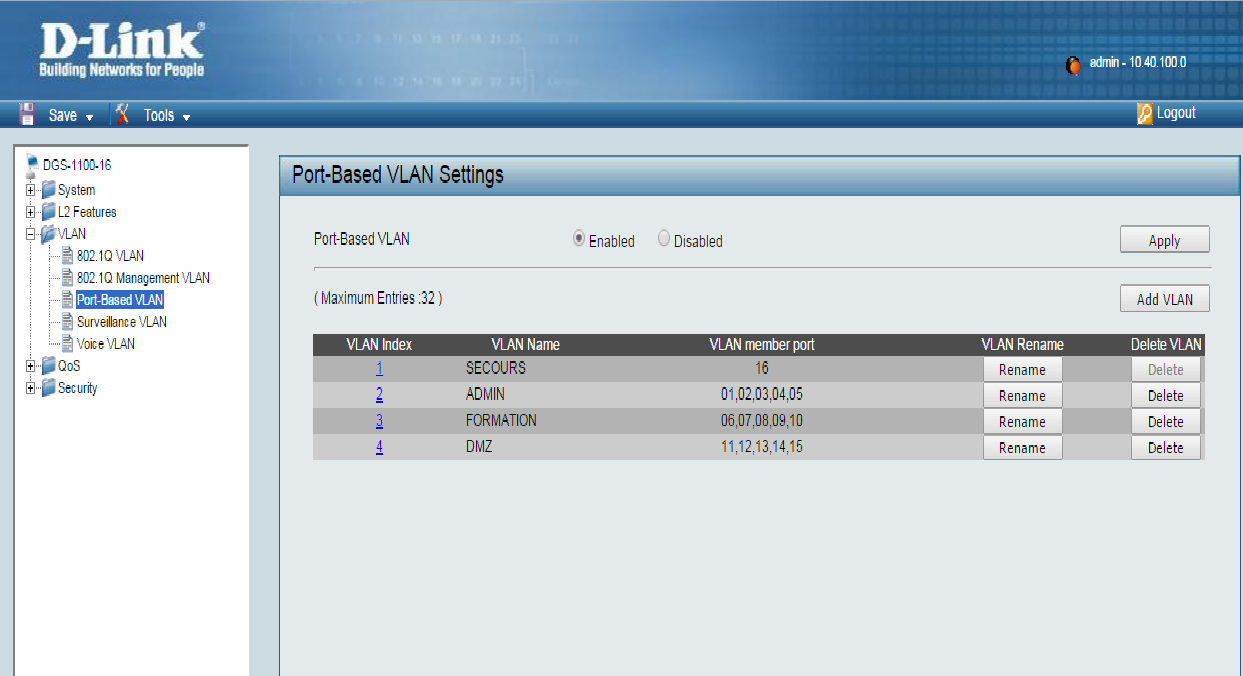 D-Link®
Building Networks for People
admin - 10.40.100.0
Save
Tools
Logout
DGS-1100-16
System
L2 Features
VLAN
802.1Q VLAN
802.1Q Management VLAN
Port-Based VLAN
Surveillance VLAN
Voice VLAN
QoS
Security
Port-Based VLAN Settings
Port-Based VLAN Enabled Disabled Apply
( Maximum Entries :32 ) Add VLAN
VLAN Index VLAN Name VLAN member port VLAN Rename Delete VLAN
1 SECOURS 16 Rename Delete
2 ADMIN 01,02,03,04,05 Rename Delete
3 FORMATION 06,07,08,09,10 Rename Delete
4 DMZ 11,12,13,14,15 Rename Delete